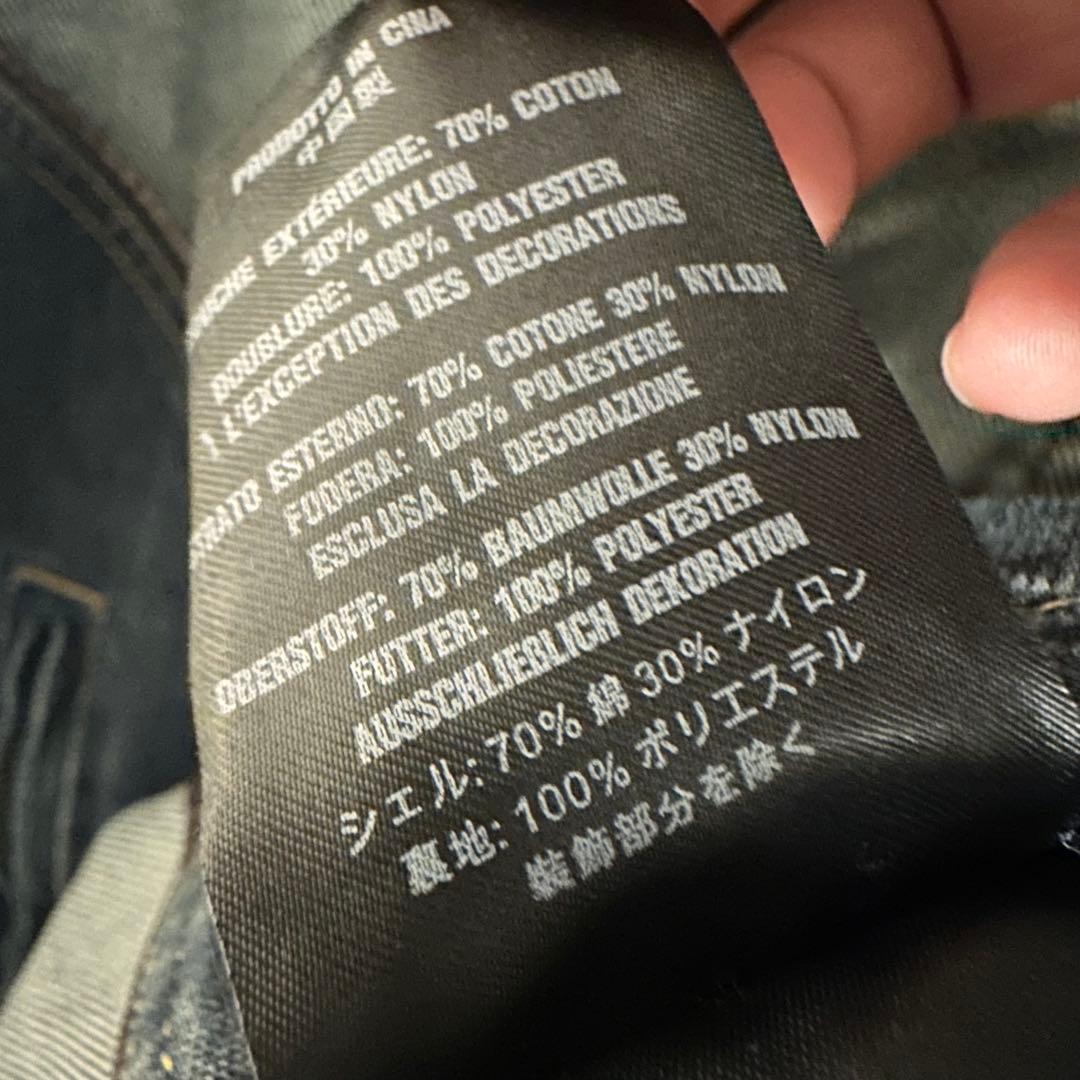 PRODOTTO IN CINA
中国製
EXTÉRIEURE: 70% COTON
30% NYLON
DOUBLURE: 100% POLYESTER
L'EXCEPTION DES DECORATIONS
ESTERNO: 70% COTONE 30% NYLON
FODERA: 100% POLIESTERE
ESCLUSA LA DECORAZIONE
OBERSTOFF: 70% BAUMWOLLE 30% NYLON
FUTTER: 100% POLYESTER
AUSSCHLIEBLICH DEKORATION
シェル: 70% 綿 30% ナイロン
裏地: 100% ポリエステル
装飾部分を除く